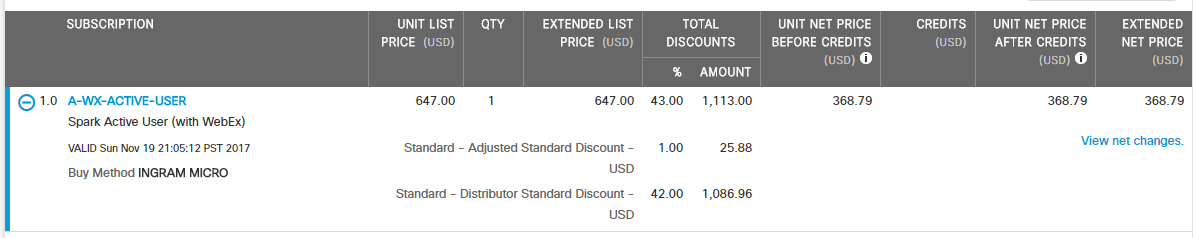 SUBSCRIPTION UNIT LIST PRICE (USD) QTY EXTENDED LIST PRICE (USD) TOTAL DISCOUNTS UNIT NET PRICE BEFORE CREDITS (USD) CREDITS (USD) UNIT NET PRICE AFTER CREDITS (USD) EXTENDED NET PRICE (USD)
% AMOUNT
1.0 A-WX-ACTIVE-USER 647.00 1 647.00 43.00 1,113.00 368.79 368.79 368.79
Spark Active User (with WebEx)
View net changes.
VALID Sun Nov 19 21:05:12 PST 2017 Standard - Adjusted Standard Discount - USD 1.00 25.88
Buy Method INGRAM MICRO
Standard - Distributor Standard Discount - USD 42.00 1,086.96